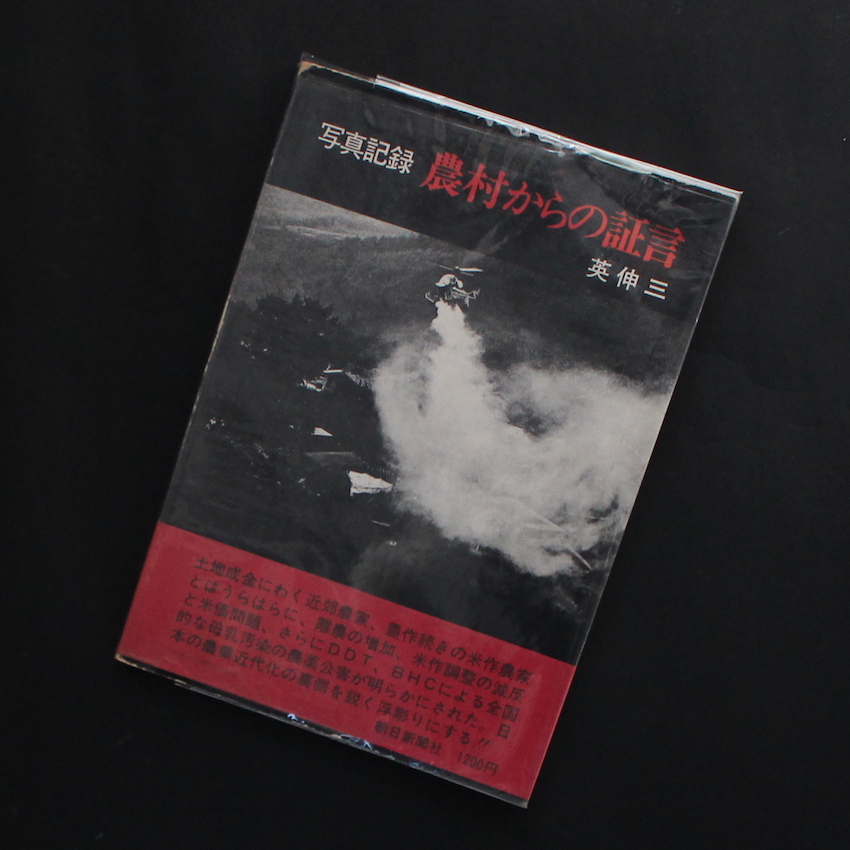 写真記録
農村からの証言
英伸三
土地成金にわく近郊農家、豊作続きの米作農家
とはうらはらに、離農の増加、米作調整の減反
と米価問題、さらにDDT、BHCによる全国
的な母乳汚染の農薬公害が明らかにされた。日
本の農業近代化の裏側を鋭く浮彫りにする!!
朝日新聞社 1200円